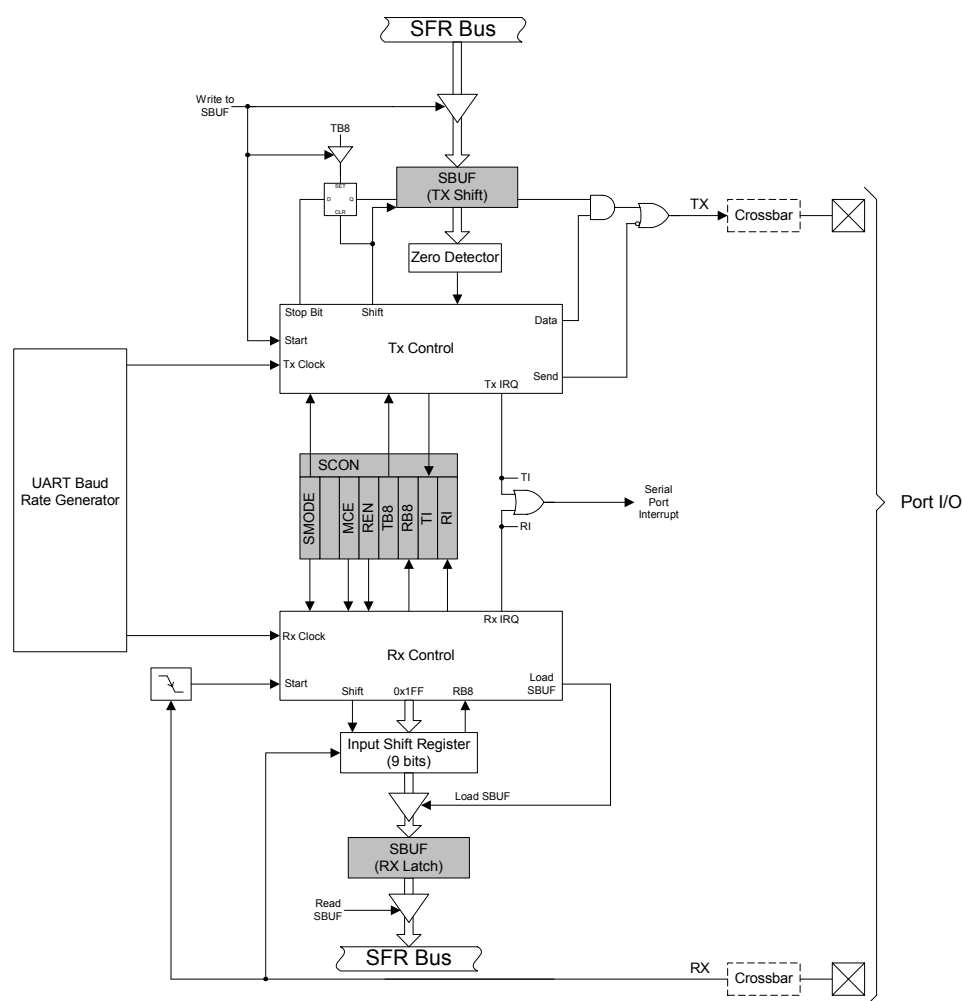 SFR Bus
Write to
SBUF
TB8
SET
D
Q
CLR
SBUF
(TX Shift)
TX
Crossbar
Zero Detector
Stop Bit
Shift
Data
Start
Tx Control
Tx Clock
Send
Tx IRQ
UART Baud
Rate Generator
SCON
SMODE
MCE
REN
TB8
RB8
TI
RI
TI
Serial
Port
Interrupt
RI
Port I/O
Rx IRQ
Rx Clock
Rx Control
Start
Load
SBUF
Shift
0x1FF
RB8
Input Shift Register
(9 bits)
Load SBUF
SBUF
(RX Latch)
Read
SBUF
SFR Bus
RX
Crossbar